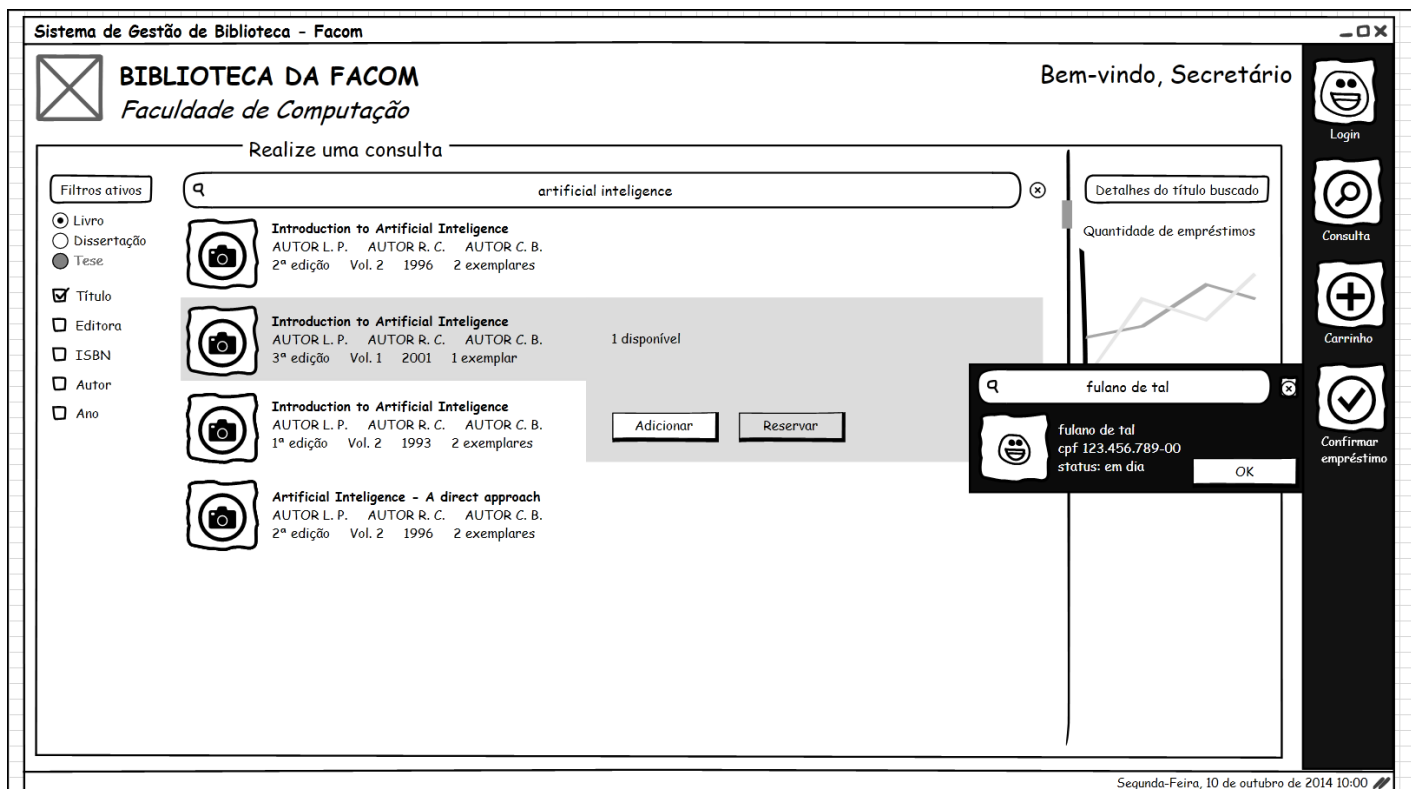 Sistema de Gestão de Biblioteca - Facom
BIBLIOTECA DA FACOM
Faculdade de Computação
Bem-vindo, Secretário
Realize uma consulta
Filtros ativos
Livro
Dissertação
Tese
Título
Editora
ISBN
Autor
Ano
artificial inteligence
Introduction to Artificial Inteligence
AUTOR L. P. AUTOR R. C. AUTOR C. B.
2ª edição Vol. 2 1996 2 exemplares
Introduction to Artificial Inteligence
AUTOR L. P. AUTOR R. C. AUTOR C. B.
3ª edição Vol. 1 2001 1 exemplar
1 disponível
Introduction to Artificial Inteligence
AUTOR L. P. AUTOR R. C. AUTOR C. B.
1ª edição Vol. 2 1993 2 exemplares
Adicionar
Reservar
Artificial Inteligence - A direct approach
AUTOR L. P. AUTOR R. C. AUTOR C. B.
2ª edição Vol. 2 1996 2 exemplares
Detalhes do título buscado
Quantidade de empréstimos
fulano de tal
fulano de tal
cpf 123.456.789-00
status: em dia
OK
Login
Consulta
Carrinho
Confirmar
empréstimo
Segunda-Feira, 10 de outubro de 2014 10:00